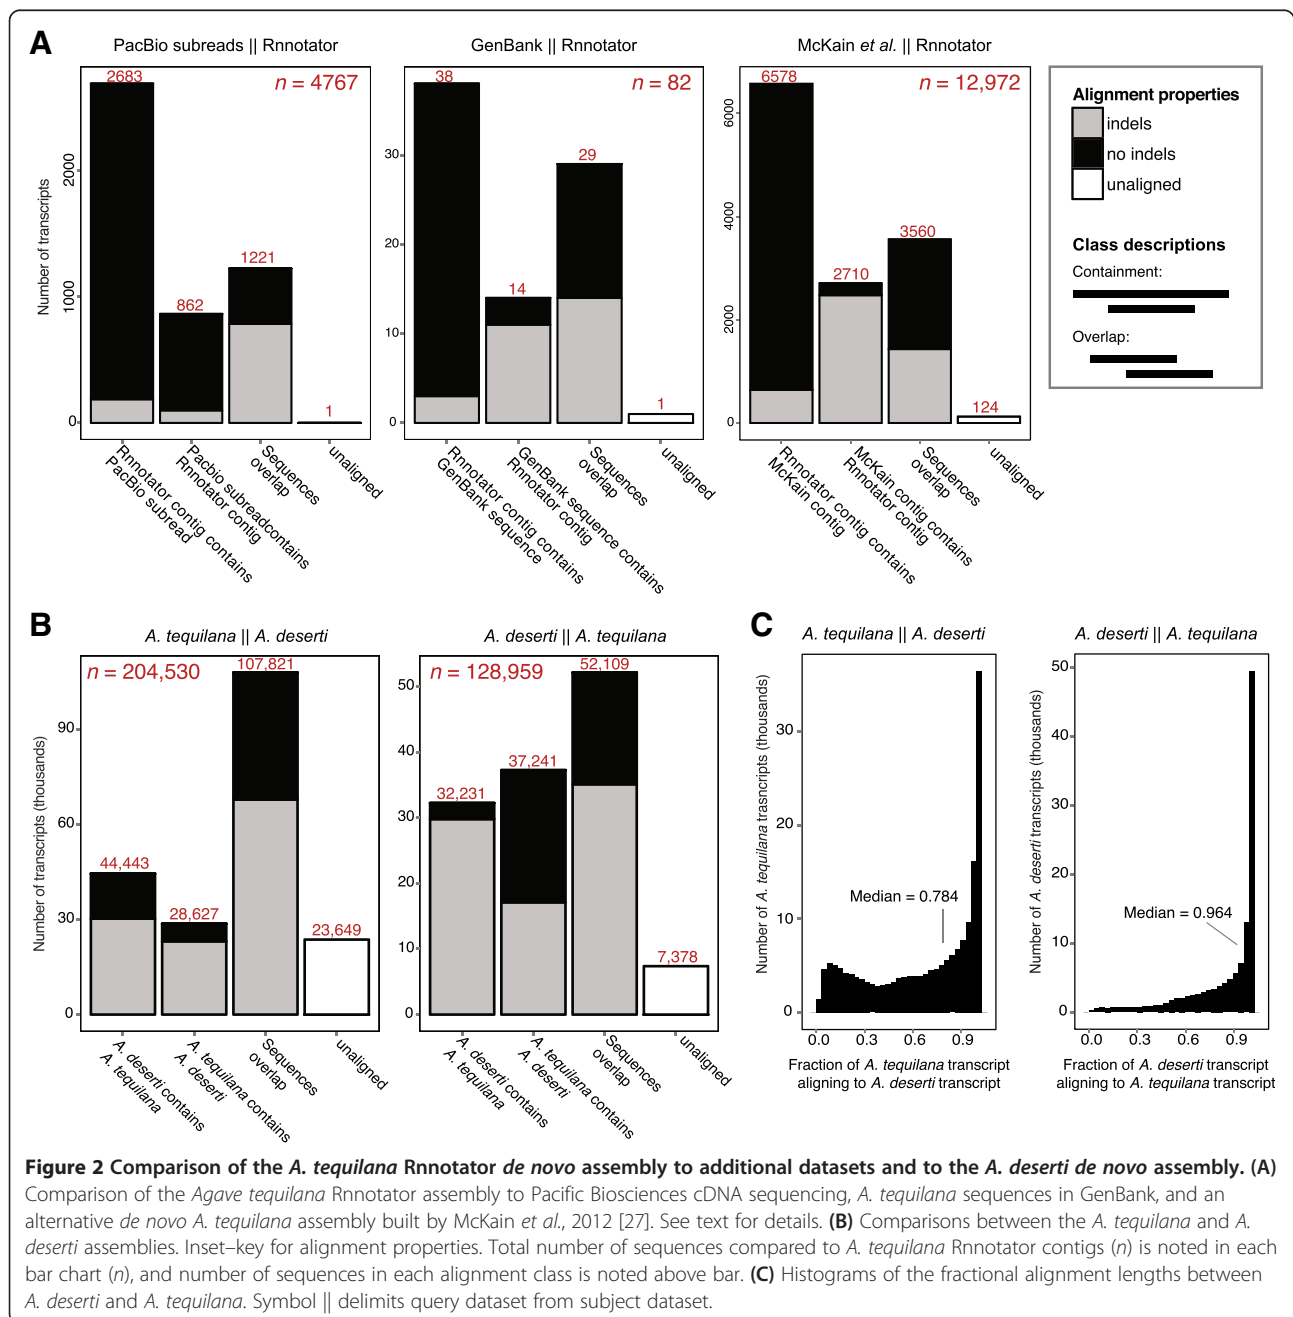 A
PacBio subreads || Rnnotator
GenBank || Rnnotator
McKain et al. || Rnnotator
2683
n = 4767
862
1221
1
Number of transcripts
0
1000
2000
Rnnotator contig contains
PacBio subread
Pacbio subreadcontains
Rnnotator contig
Sequences
overlap
unaligned
38
n = 82
14
29
1
0
10
20
30
Rnnotator contig contains
GenBank sequence
GenBank sequence contains
Rnnotator contig
Sequences
overlap
unaligned
6578
n = 12,972
2710
3560
124
0
2000
4000
6000
Rnnotator contig contains
McKain contig
McKain contig contains
Rnnotator contig
Sequences
overlap
unaligned
Alignment properties
indels
no indels
unaligned
Class descriptions
Containment:
Overlap:
B
A. tequilana || A. deserti
A. deserti || A. tequilana
n = 204,530
107,821
44,443
28,627
23,649
Number of transcripts (thousands)
0
30
60
90
A. deserti contains
A. tequilana
A. tequilana contains
A. deserti
Sequences
overlap
unaligned
n = 128,959
52,109
32,231
37,241
7,378
0
10
20
30
40
50
A. deserti contains
A. tequilana
A. tequilana contains
A. deserti
Sequences
overlap
unaligned
C
A. tequilana || A. deserti
A. deserti || A. tequilana
Number of A. tequilana trasncripts (thousands)
0
10
20
30
Median = 0.784
0.0 0.3 0.6 0.9
Fraction of A. tequilana transcript
aligning to A. deserti transcript
Number of A. deserti transcripts (thousands)
0
10
20
30
40
50
Median = 0.964
0.0 0.3 0.6 0.9
Fraction of A. deserti transcript
aligning to A. tequilana transcript
Figure 2 Comparison of the A. tequilana Rnnotator de novo assembly to additional datasets and to the A. deserti de novo assembly. (A)
Comparison of the Agave tequilana Rnnotator assembly to Pacific Biosciences cDNA sequencing, A. tequilana sequences in GenBank, and an
alternative de novo A. tequilana assembly built by McKain et al., 2012 [27]. See text for details. (B) Comparisons between the A. tequilana and A.
deserti assemblies. Inset–key for alignment properties. Total number of sequences compared to A. tequilana Rnnotator contigs (n) is noted in each
bar chart (n), and number of sequences in each alignment class is noted above bar. (C) Histograms of the fractional alignment lengths between
A. deserti and A. tequilana. Symbol || delimits query dataset from subject dataset.